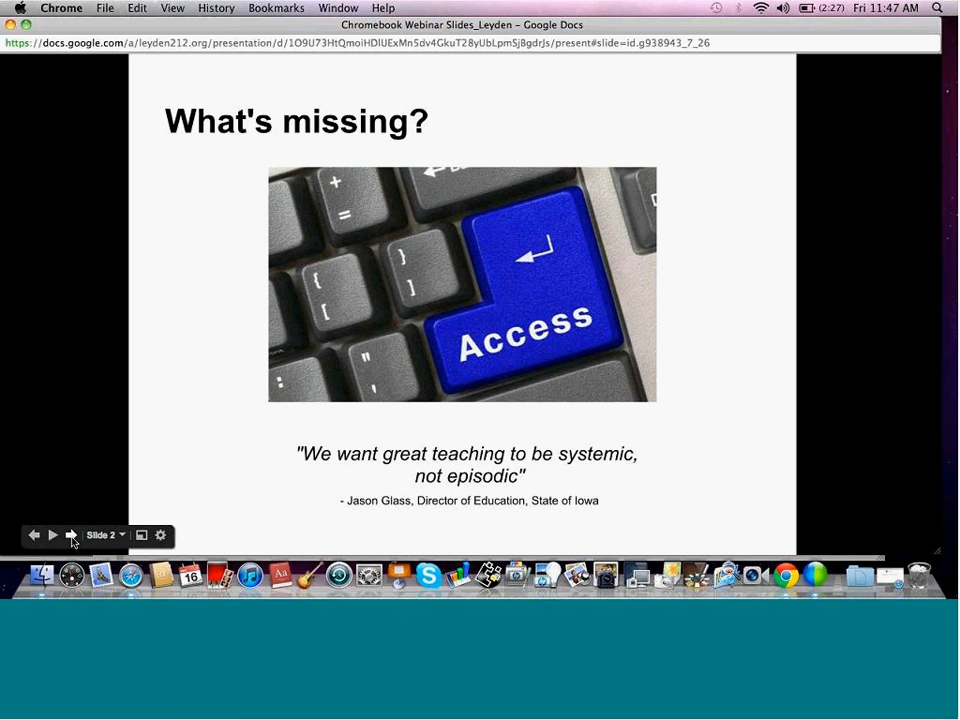 Chrome File Edit View History Bookmarks Window Help (2:27) Fri 11:47 AM
Chromebook Webinar Slides_Leyden - Google Docs
https://docs.google.com/a/leyden212.org/presentation/d/1O9U73HtQmoiHDlUExMn5dv4GkuT28yUbLpmSj8gdrJs/present#slide=id.g938943_7_26
What's missing?
+
=
{
[
}
]
Access
"
,
:
"We want great teaching to be systemic,
not episodic"
- Jason Glass, Director of Education, State of Iowa
Slide 2
16
Aa